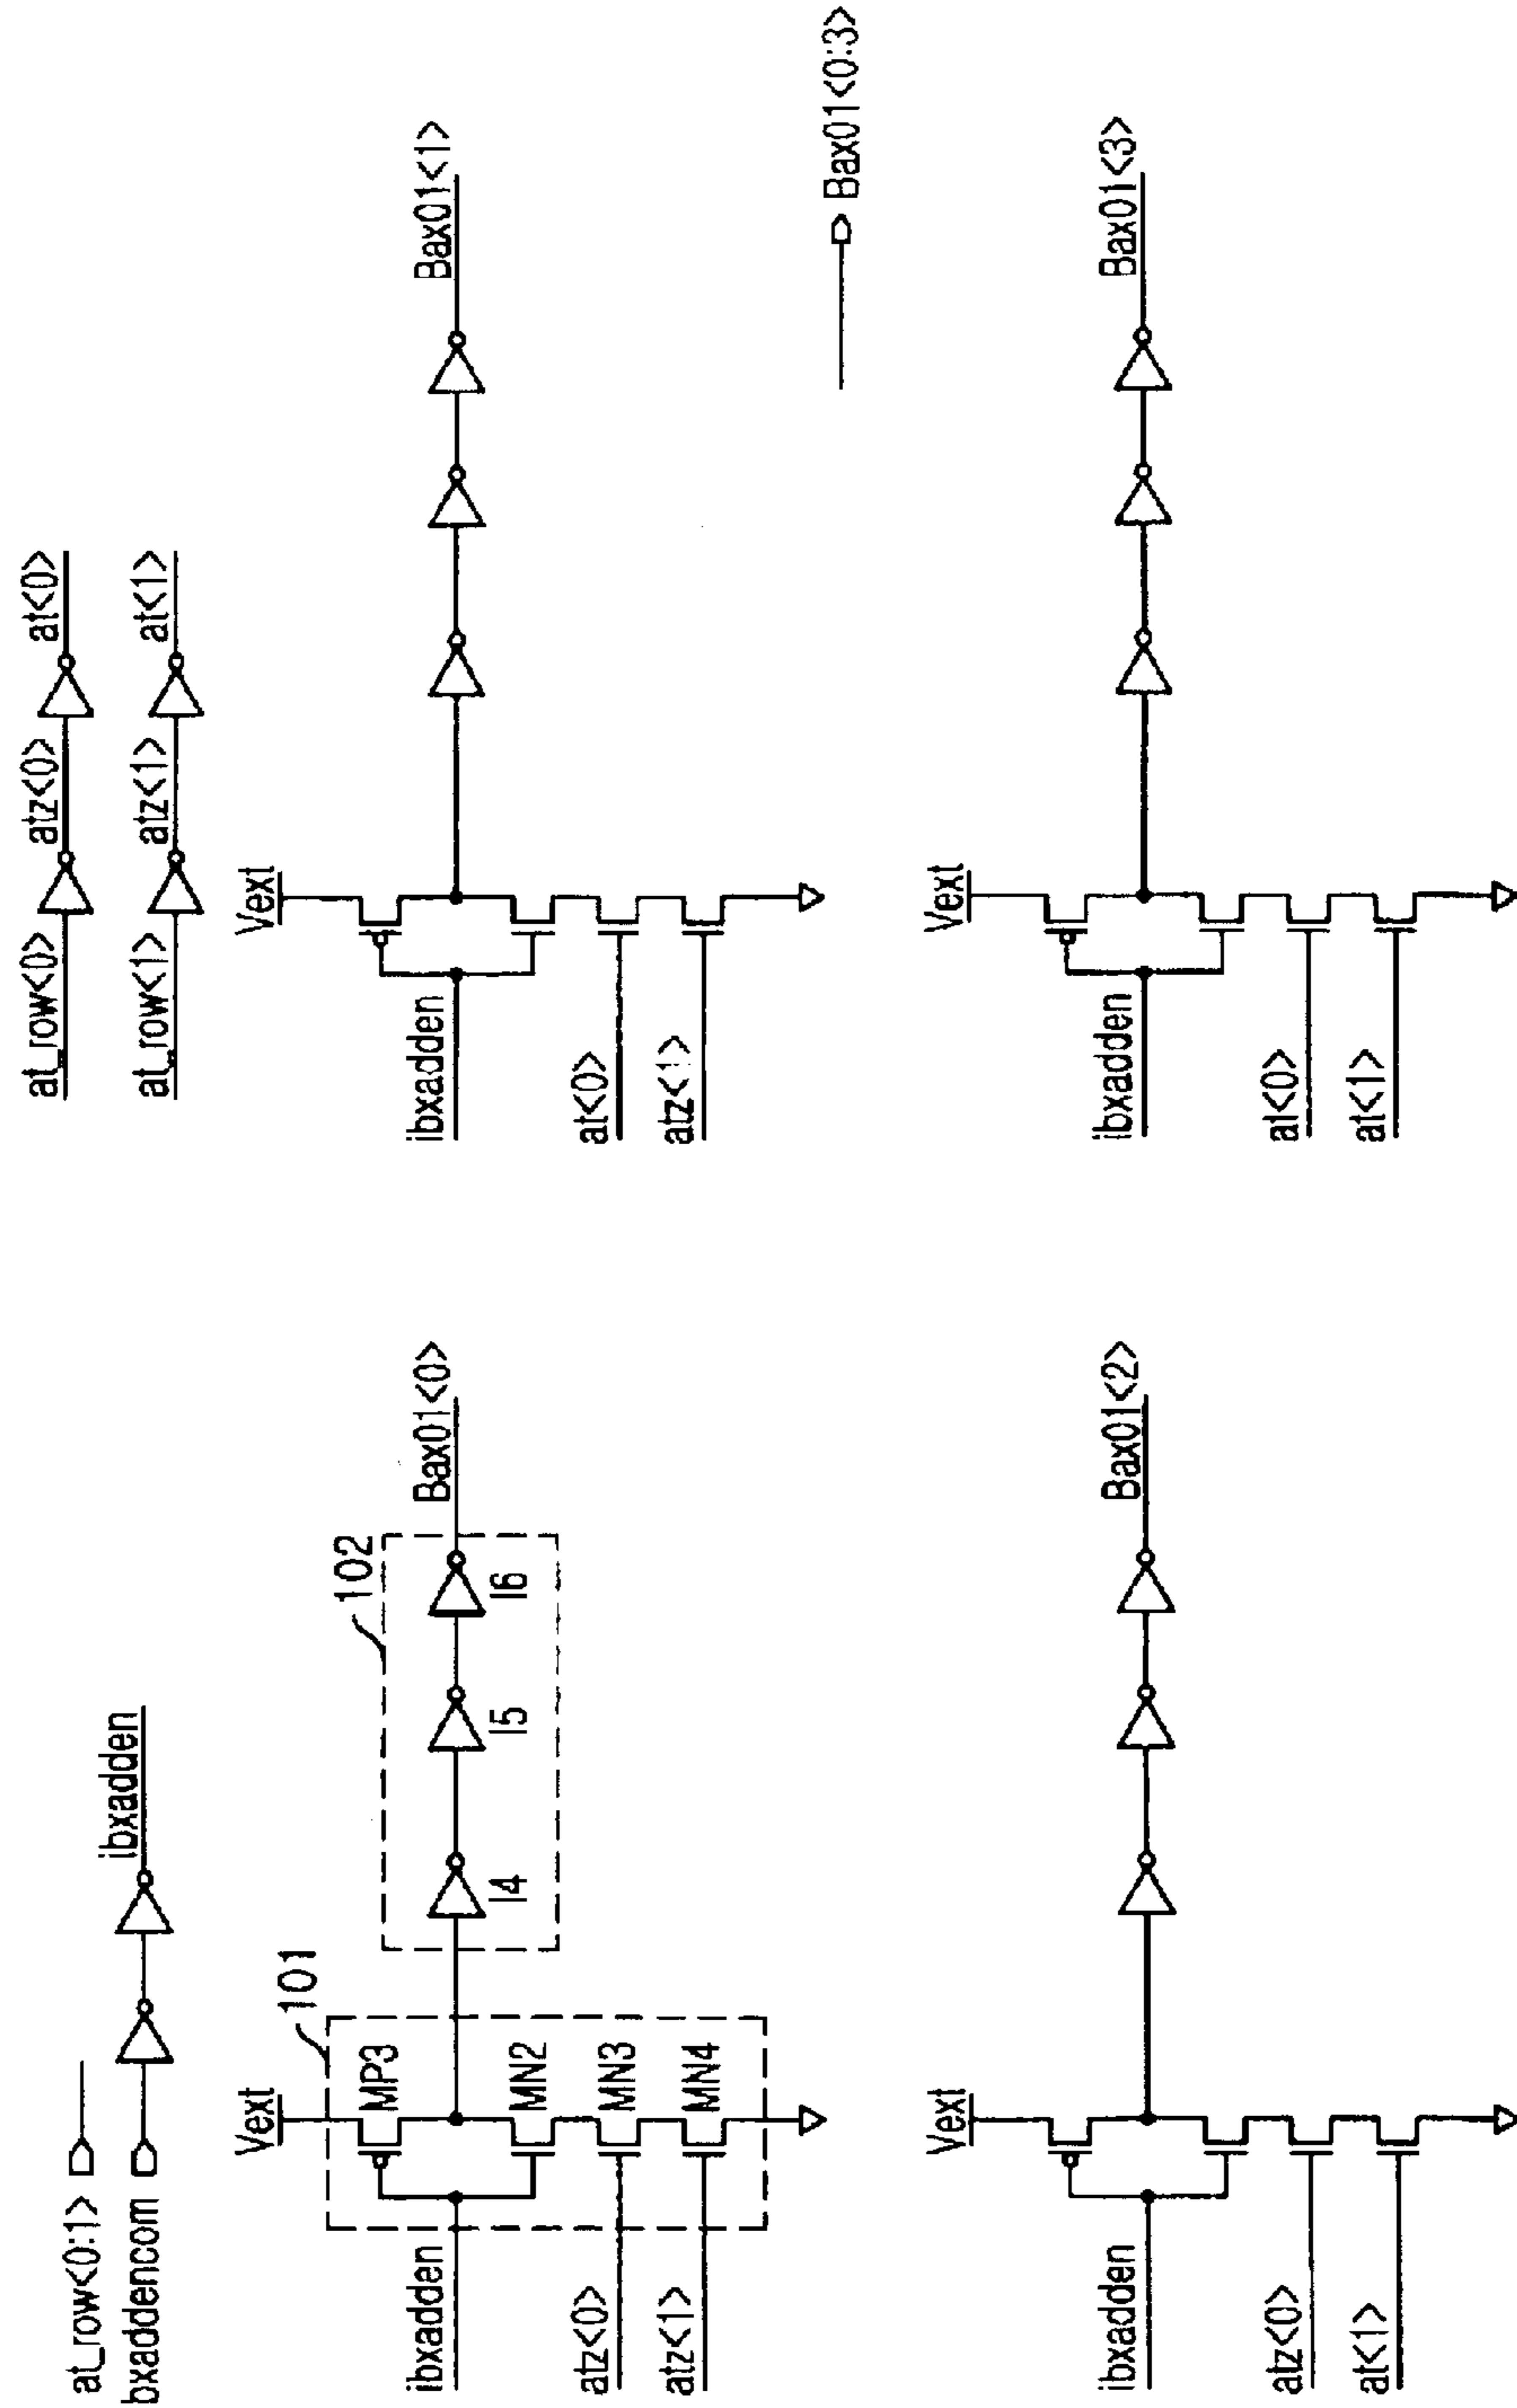 at_row<0:1>
bxaddencom
ibxadden
at_row<0>
atz<0>
at<0>
at_row<1>
atz<1>
at<1>
Vext
101
MP3
MN2
MN3
MN4
ibxadden
atz<0>
atz<1>
102
I4
I5
I6
Bax01<0>
Vext
ibxadden
at<0>
atz<1>
Bax01<1>
Bax01<0:3>
Vext
ibxadden
atz<0>
at<1>
Bax01<2>
Vext
ibxadden
at<0>
at<1>
Bax01<3>